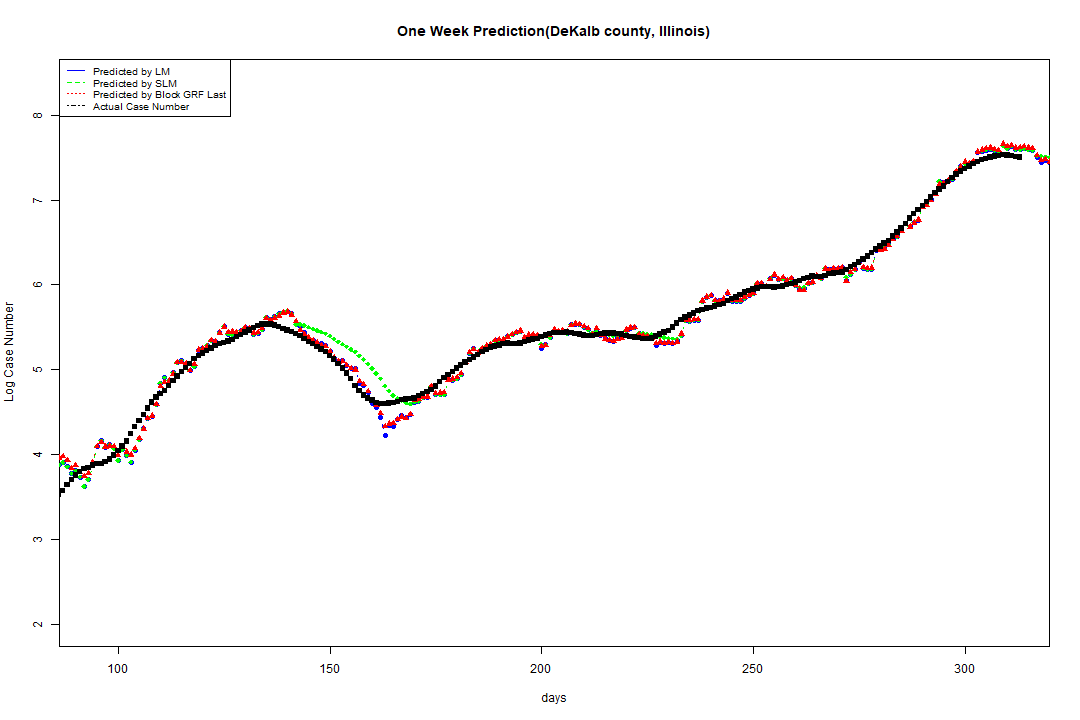 One Week Prediction(DeKalb county, Illinois)
Predicted by LM
Predicted by SLM
Predicted by Block GRF Last
Actual Case Number
8
7
6
5
4
3
2
Log Case Number
100 150 200 250 300
days